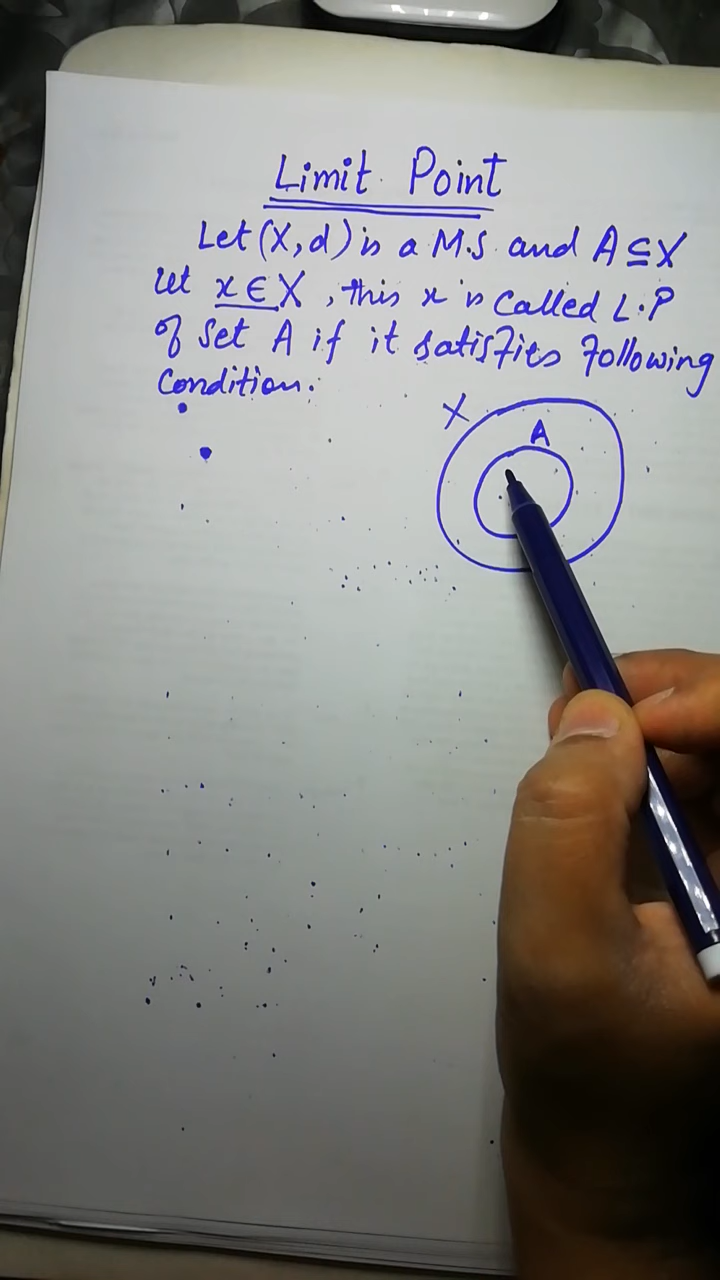 Limit Point
Let (X,d) is a M.S. and A ⊆ X
let x ∈ X, this x is called L.P
of set A if it satisfies following
condition.
X
A